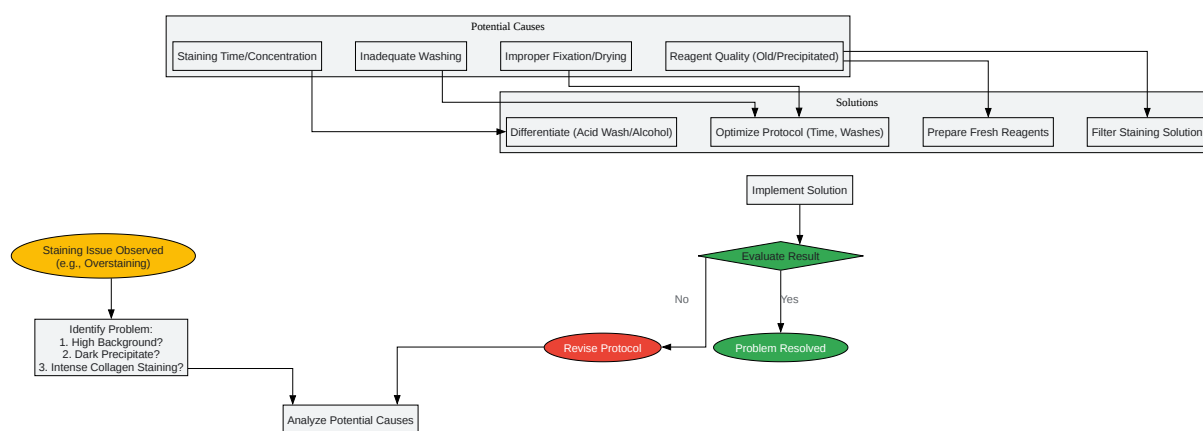 Potential Causes
Staining Time/Concentration
Inadequate Washing
Improper Fixation/Drying
Reagent Quality (Old/Precipitated)
Solutions
Differentiate (Acid Wash/Alcohol)
Optimize Protocol (Time, Washes)
Prepare Fresh Reagents
Filter Staining Solution
Implement Solution
Staining Issue Observed
(e.g., Overstaining)
Evaluate Result
No
Yes
Identify Problem:
1. High Background?
2. Dark Precipitate?
3. Intense Collagen Staining?
Revise Protocol
Problem Resolved
Analyze Potential Causes